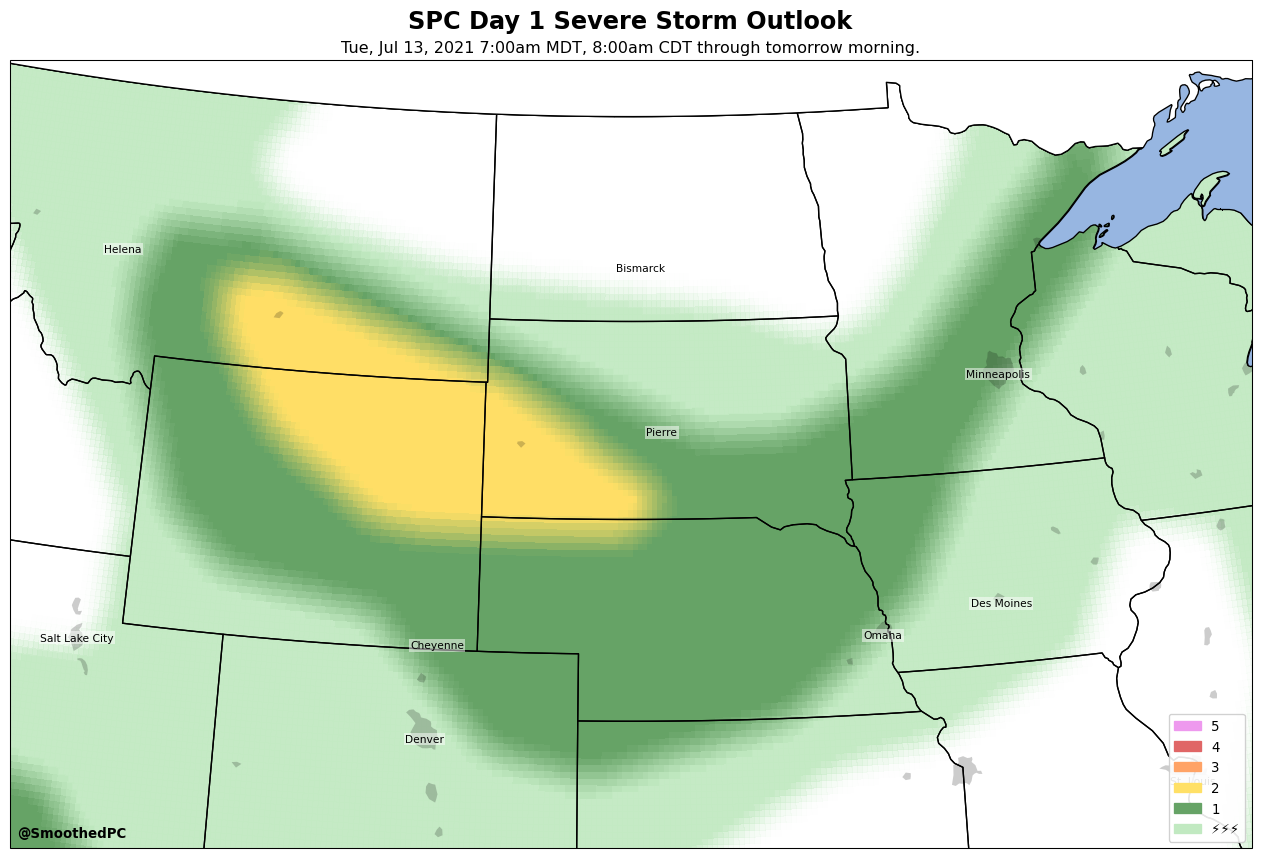 SPC Day 1 Severe Storm Outlook
Tue, Jul 13, 2021 7:00am MDT, 8:00am CDT through tomorrow morning.
Helena
Bismarck
Minneapolis
Pierre
Des Moines
Omaha
Salt Lake City
Cheyenne
Denver
5
4
3
2
1
⚡⚡⚡
@SmoothedPC